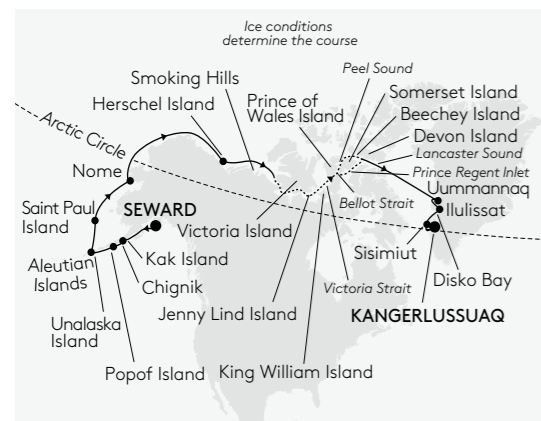 Ice conditions
determine the course
Peel Sound
Smoking Hills
Herschel Island
Prince of
Wales Island
Somerset Island
Beechey Island
Devon Island
Lancaster Sound
Prince Regent Inlet
Arctic Circle
Nome
Uummannaq
Ilulissat
Bellot Strait
Saint Paul
Island
SEWARD
Victoria Island
Sisimiut
Kak Island
Aleutian
Islands
Chignik
Jenny Lind Island
Victoria Strait
Disko Bay
KANGERLUSSUAQ
Unalaska
Island
Popof Island
King William Island